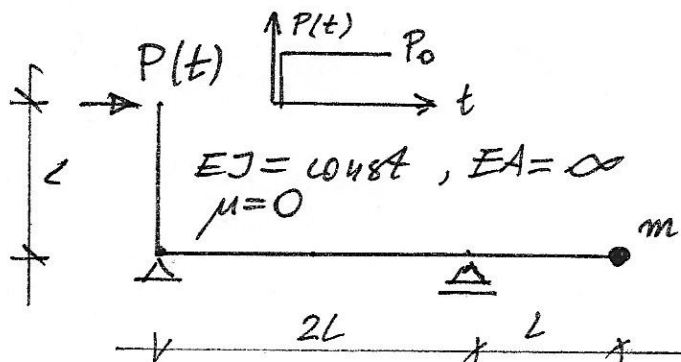 P(t)
P(t)
P₀
t
L
EJ = const, EA = ∞
μ = 0
m
2L
L